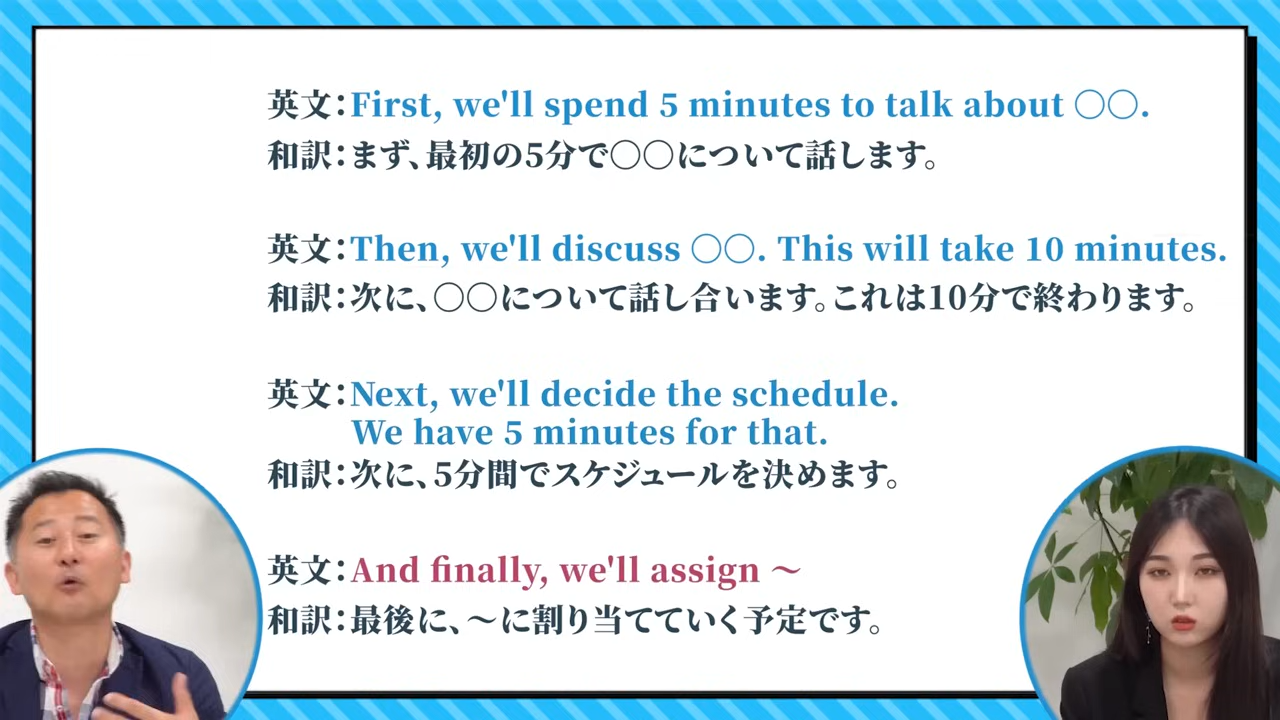 英文：First, we'll spend 5 minutes to talk about ○○.
和訳：まず、最初の5分で○○について話します。
英文：Then, we'll discuss ○○. This will take 10 minutes.
和訳：次に、○○について話し合います。これは10分で終わります。
英文：Next, we'll decide the schedule.
We have 5 minutes for that.
和訳：次に、5分間でスケジュールを決めます。
英文：And finally, we'll assign ～
和訳：最後に、～に割り当てていく予定です。